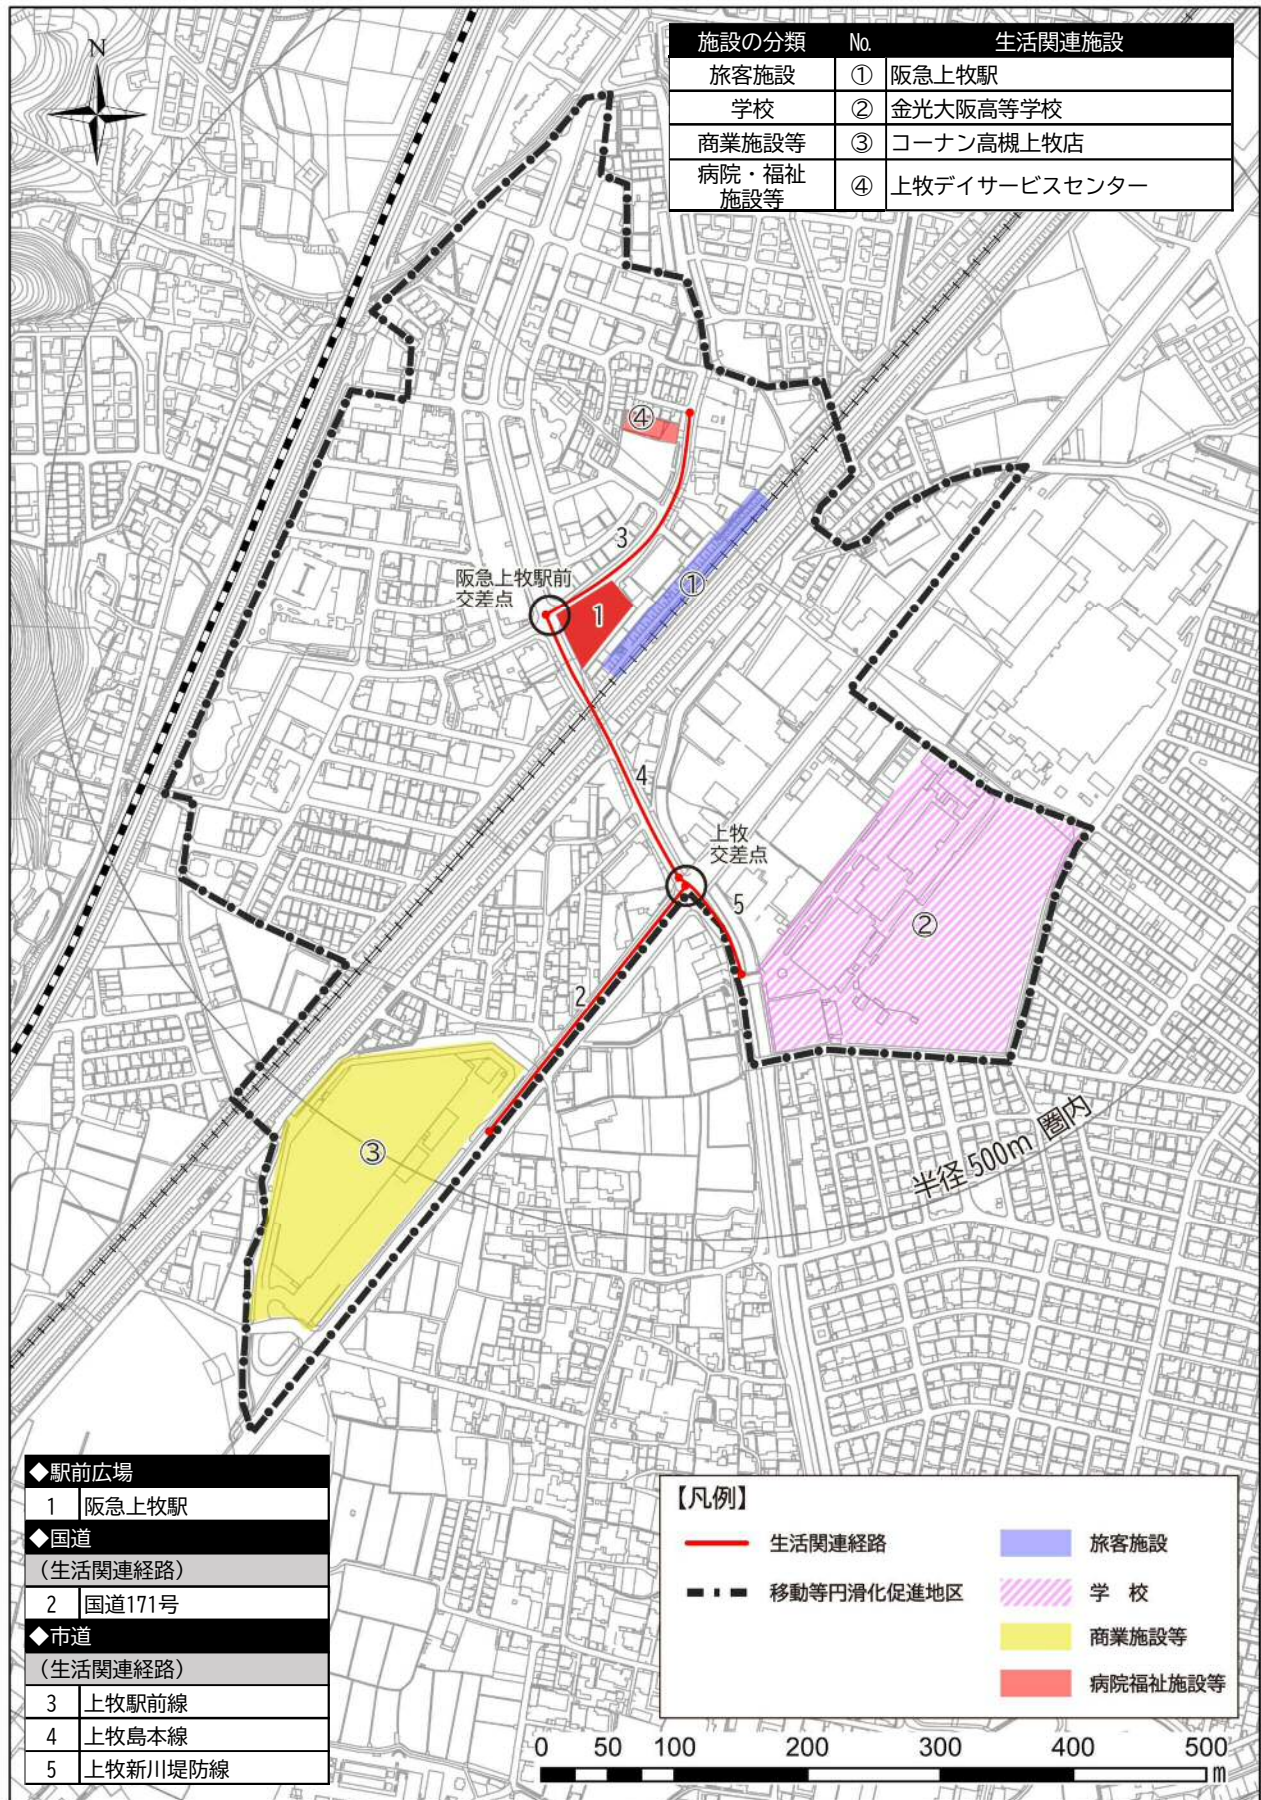 N
施設の分類 No. 生活関連施設
旅客施設 ① 阪急上牧駅
学校 ② 金光大阪高等学校
商業施設等 ③ コーナン高槻上牧店
病院・福祉
施設等 ④ 上牧デイサービスセンター
④
3
①
阪急上牧駅前
交差点
1
4
上牧
交差点
5
②
2
③
半径500m 圏内
◆駅前広場
1 阪急上牧駅
◆国道
(生活関連経路)
2 国道171号
◆市道
(生活関連経路)
3 上牧駅前線
4 上牧島本線
5 上牧新川堤防線
【凡例】
生活関連経路
移動等円滑化促進地区
旅客施設
学 校
商業施設等
病院福祉施設等
0 50 100 200 300 400 500
m